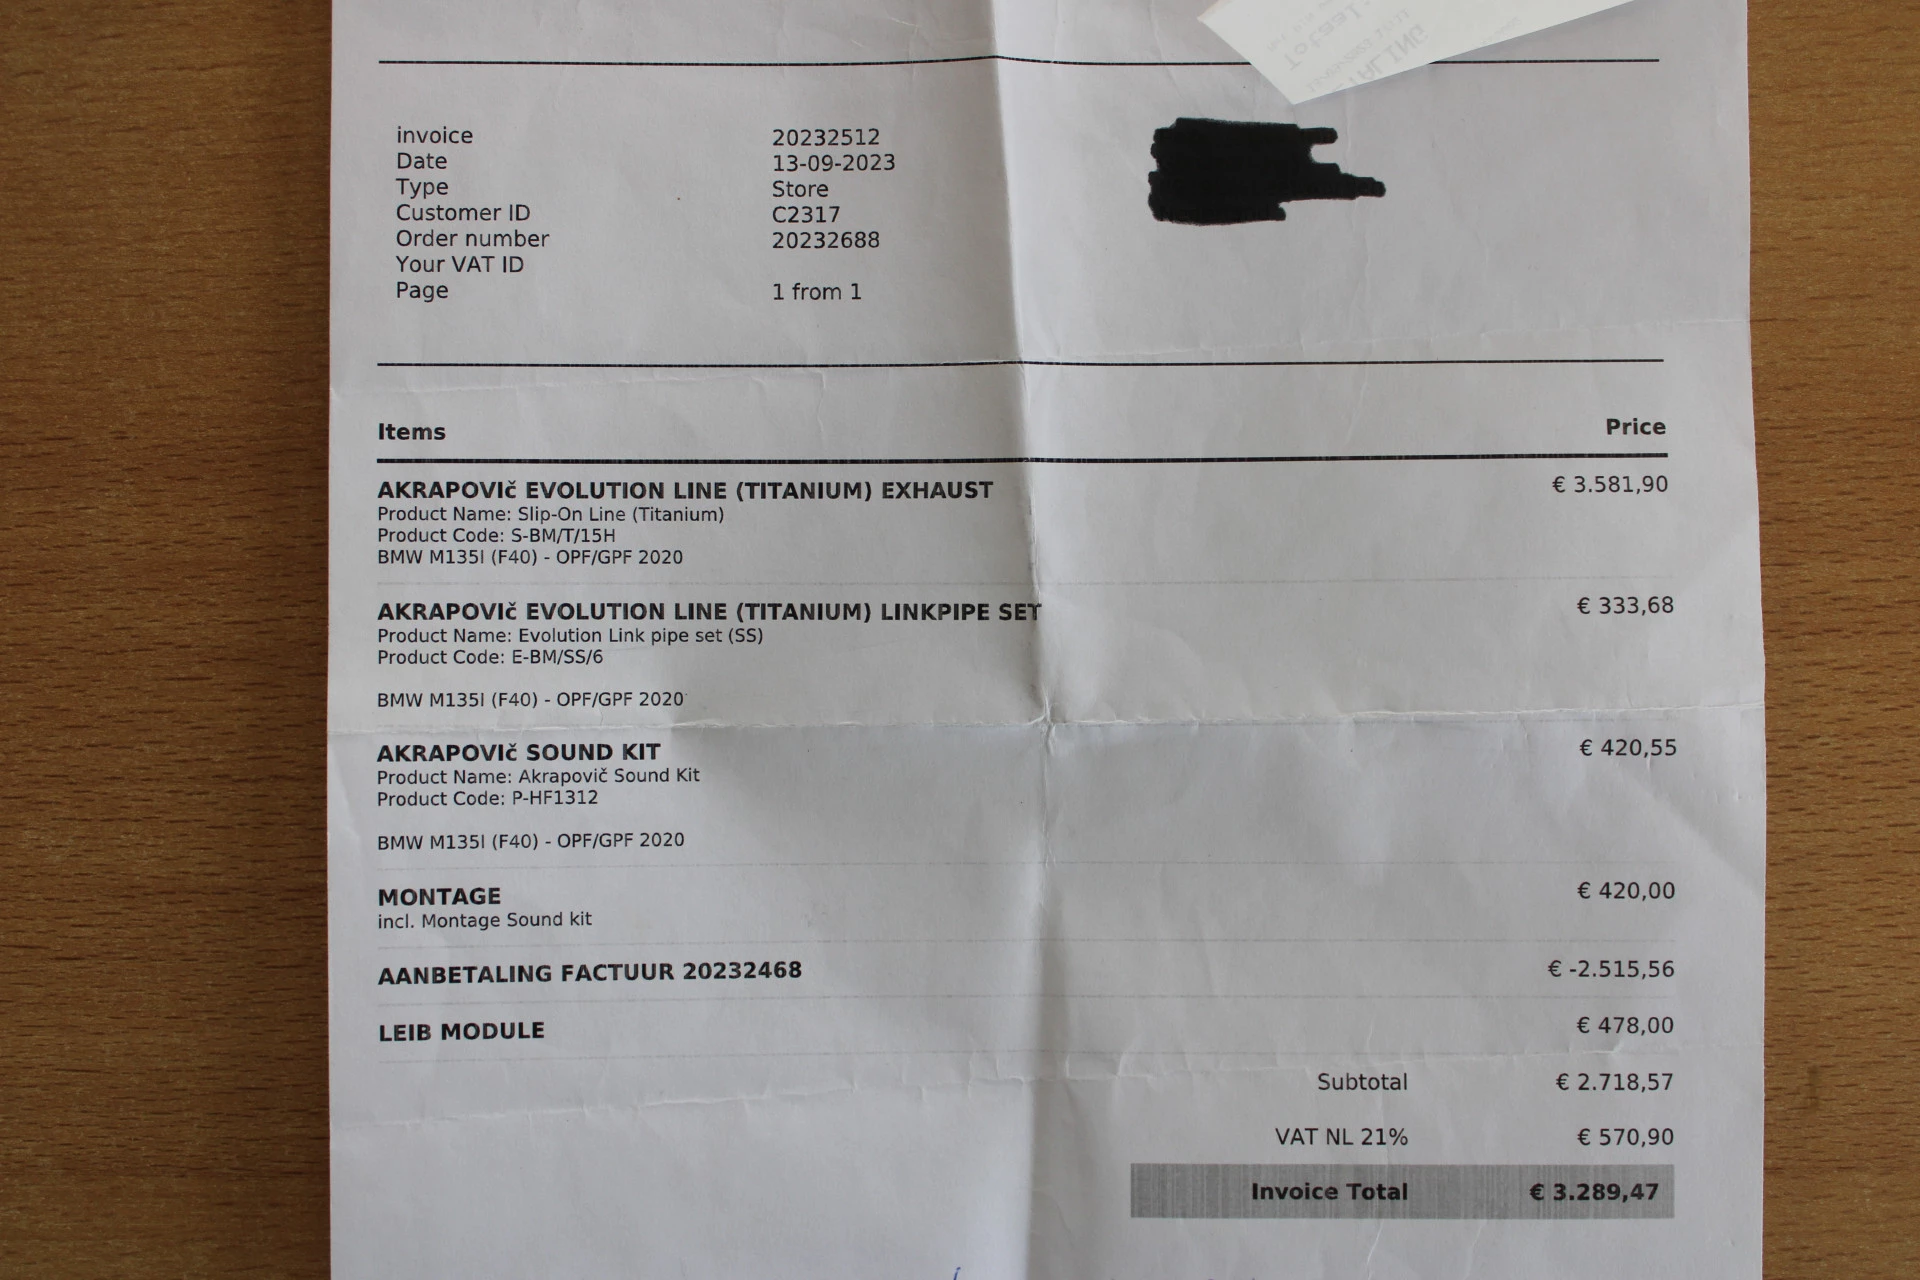 invoice 20232512
Date 13-09-2023
Type Store
Customer ID C2317
Order number 20232688
Your VAT ID
Page 1 from 1
Items Price
AKRAPOVIč EVOLUTION LINE (TITANIUM) EXHAUST € 3.581,90
Product Name: Slip-On Line (Titanium)
Product Code: S-BM/T/15H
BMW M135I (F40) - OPF/GPF 2020
AKRAPOVIč EVOLUTION LINE (TITANIUM) LINKPIPE SET € 333,68
Product Name: Evolution Link pipe set (SS)
Product Code: E-BM/SS/6
BMW M135I (F40) - OPF/GPF 2020
AKRAPOVIč SOUND KIT € 420,55
Product Name: Akrapovič Sound Kit
Product Code: P-HF1312
BMW M135I (F40) - OPF/GPF 2020
MONTAGE € 420,00
incl. Montage Sound kit
AANBETALING FACTUUR 20232468 € -2.515,56
LEIB MODULE € 478,00
Subtotal € 2.718,57
VAT NL 21% € 570,90
Invoice Total € 3.289,47